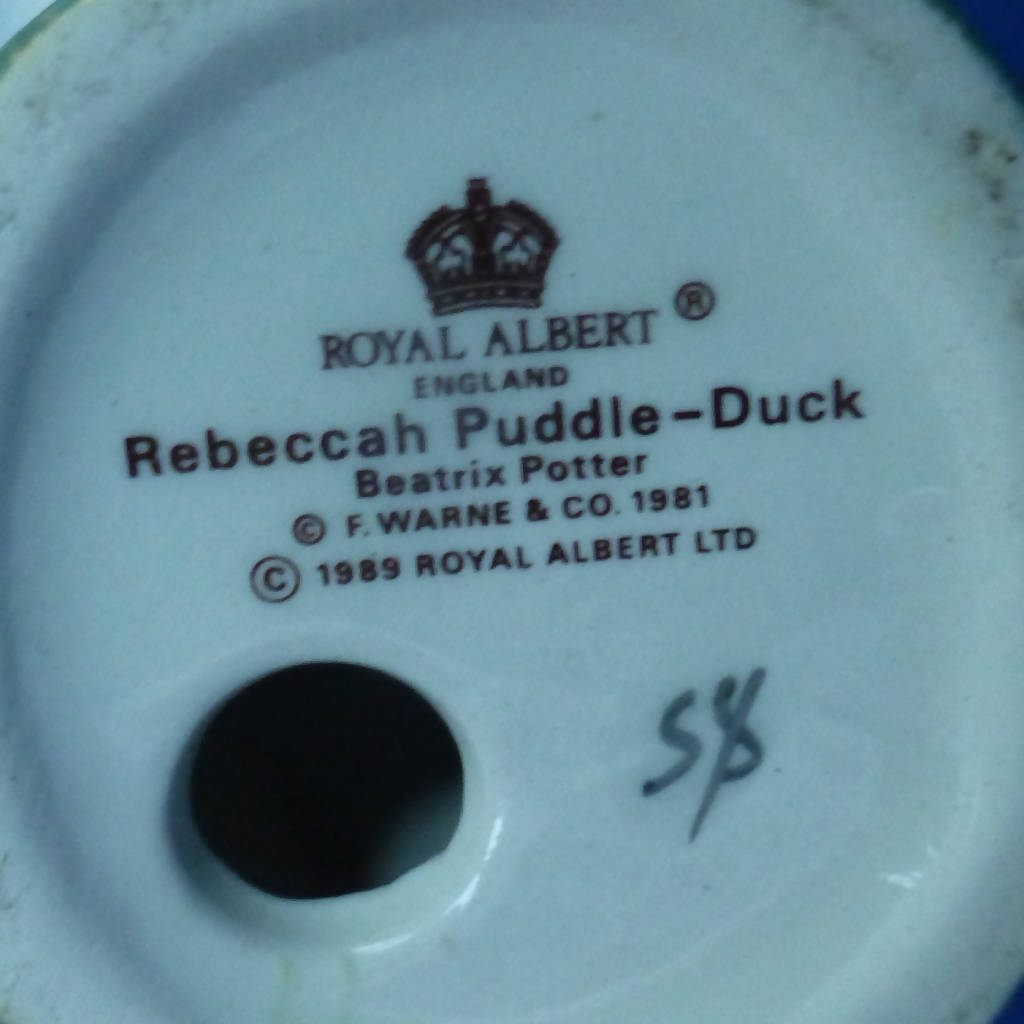 ROYAL ALBERT ®
ENGLAND
Rebeccah Puddle-Duck
Beatrix Potter
© F. WARNE & CO. 1981
© 1989 ROYAL ALBERT LTD